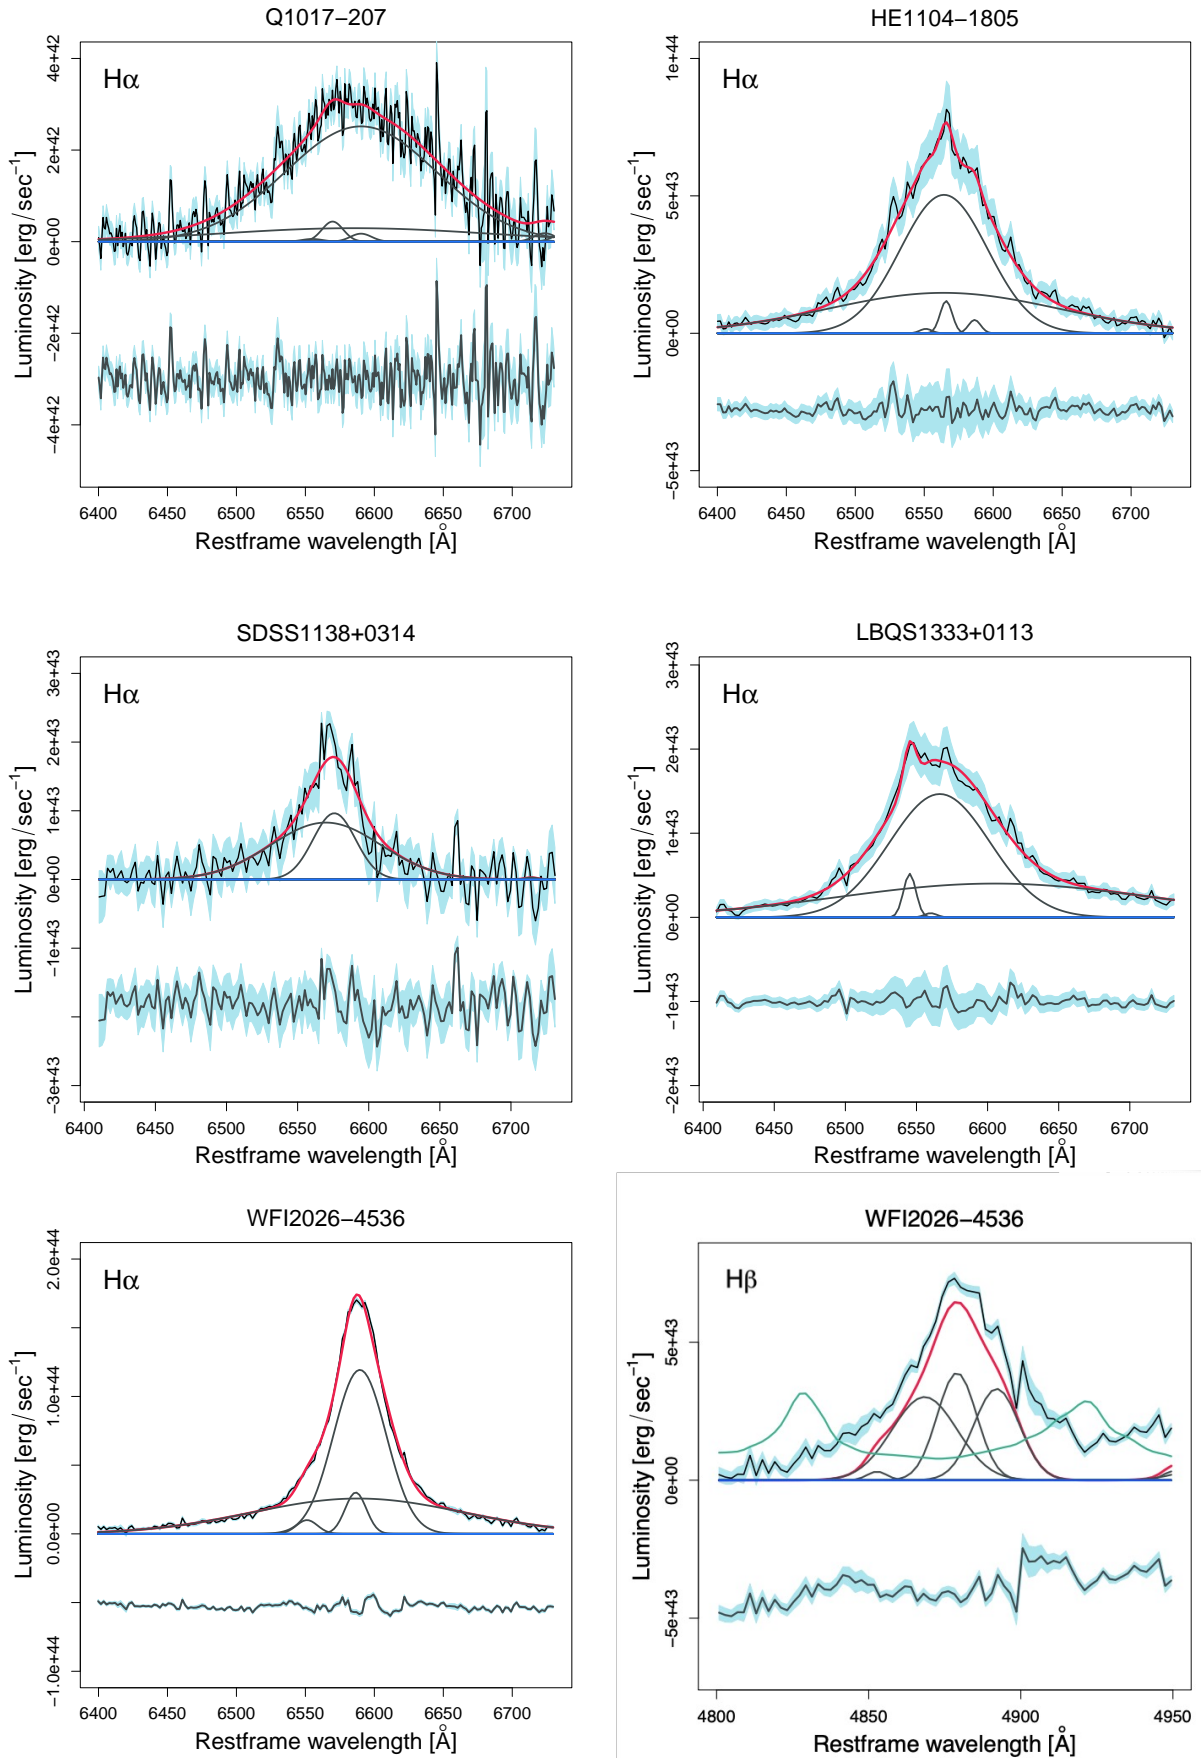 Q1017−207
Hα
Luminosity [erg/sec⁻¹]
4e+42
2e+42
0e+00
−2e+42
−4e+42
6400 6450 6500 6550 6600 6650 6700
Restframe wavelength [Å]
HE1104−1805
Hα
Luminosity [erg/sec⁻¹]
1e+44
5e+43
0e+00
−5e+43
6400 6450 6500 6550 6600 6650 6700
Restframe wavelength [Å]
SDSS1138+0314
Hα
Luminosity [erg/sec⁻¹]
3e+43
2e+43
1e+43
0e+00
−1e+43
−3e+43
6400 6450 6500 6550 6600 6650 6700
Restframe wavelength [Å]
LBQS1333+0113
Hα
Luminosity [erg/sec⁻¹]
3e+43
2e+43
1e+43
0e+00
−1e+43
−2e+43
6400 6450 6500 6550 6600 6650 6700
Restframe wavelength [Å]
WFI2026−4536
Hα
Luminosity [erg/sec⁻¹]
2.0e+44
1.0e+44
0.0e+00
−1.0e+44
6400 6450 6500 6550 6600 6650 6700
Restframe wavelength [Å]
WFI2026−4536
Hβ
Luminosity [erg/sec⁻¹]
5e+43
0e+00
−5e+43
4800 4850 4900 4950
Restframe wavelength [Å]